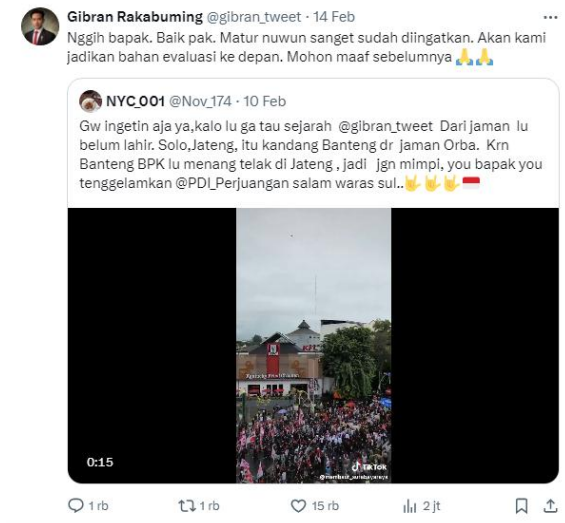 Gibran Rakabuming @gibran_tweet · 14 Feb
Nggih bapak. Baik pak. Matur nuwun sanget sudah diingatkan. Akan kami
jadikan bahan evaluasi ke depan. Mohon maaf sebelumnya 🙏🙏
NYC_001 @Nov_174 · 10 Feb
Gw ingetin aja ya,kalo lu ga tau sejarah @gibran_tweet Dari jaman lu
belum lahir. Solo,Jateng, itu kandang Banteng dr jaman Orba. Krn
Banteng BPK lu menang telak di Jateng , jadi jgn mimpi, you bapak you
tenggelamkan @PDI_Perjuangan salam waras sul..🤘🤘🤘🇮🇩
KFC
TikTok
0:15
1 rb
1 rb
15 rb
2 jt